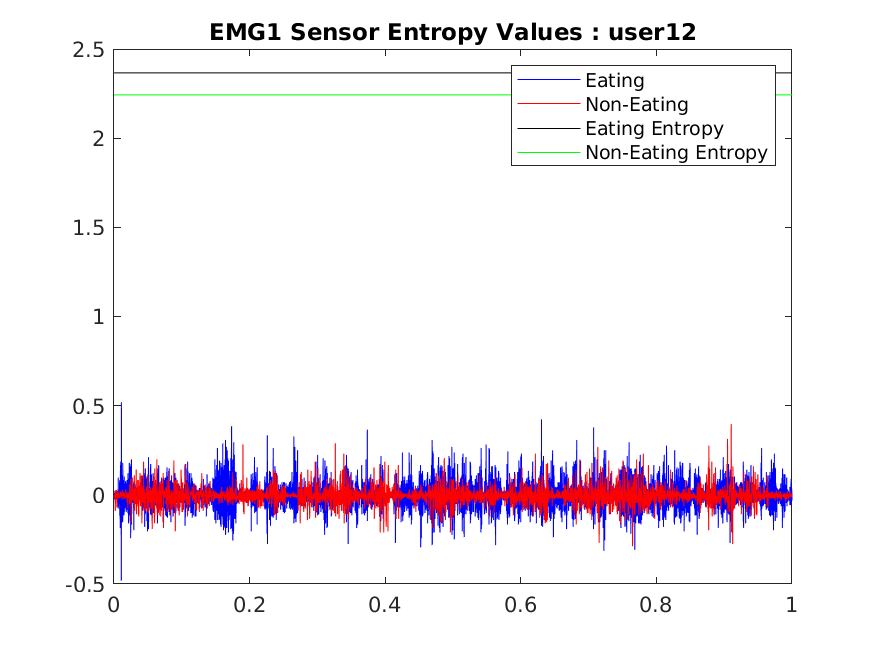 EMG1 Sensor Entropy Values : user12
2.5
Eating
Non-Eating
Eating Entropy
Non-Eating Entropy
2
1.5
1
0.5
0
-0.5
0 0.2 0.4 0.6 0.8 1